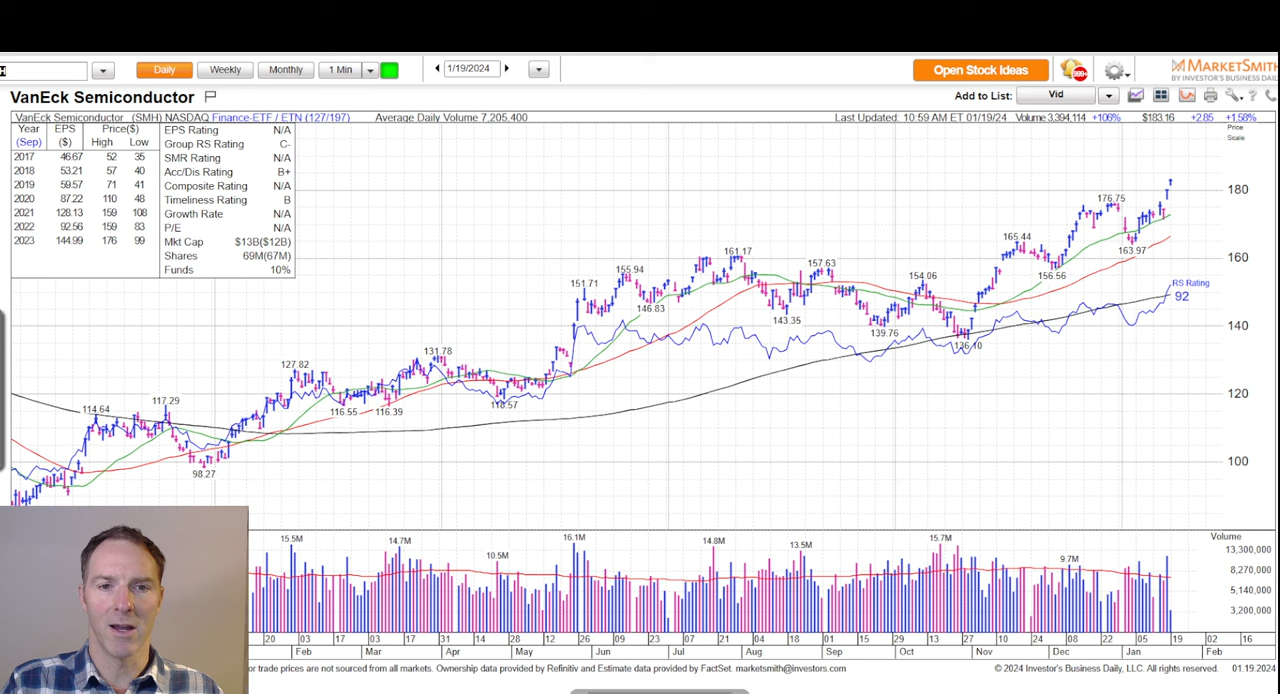 H Daily Weekly Monthly 1 Min 1/19/2024 Open Stock Ideas 999+ MARKETSMITH
BY INVESTOR'S BUSINESS DAILY
VanEck Semiconductor Add to List: Vid
VanEck Semiconductor (SMH) NASDAQ Finance-ETF / ETN (127/197) Average Daily Volume 7,205,400 Last Updated: 10:59 AM ET 01/19/24 Volume 3,394,114 +106% $183.16 +2.85 +1.58%
Year EPS Price($)
(Sep) ($) High Low
2017 46.67 52 35
2018 53.21 57 40
2019 59.57 71 41
2020 87.22 110 48
2021 128.13 159 108
2022 92.56 159 83
2023 144.99 176 99
EPS Rating N/A
Group RS Rating C-
SMR Rating N/A
Acc/Dis Rating B+
Composite Rating N/A
Timeliness Rating B
Growth Rate N/A
P/E N/A
Mkt Cap $13B($12B)
Shares 69M(67M)
Funds 10%
Price
Scale
180
160
140
120
100
114.64
117.29
98.27
127.82
116.55
116.39
131.78
118.57
151.71
155.94
146.83
161.17
143.35
157.63
139.76
154.06
136.10
165.44
156.56
176.75
163.97
RS Rating
92
15.5M 14.7M 10.5M 16.1M 14.8M 13.5M 15.7M 9.7M
Volume
13,300,000
8,270,000
5,140,000
3,200,000
20 03 17 03 17 31 14 28 12 26 09 23 07 21 04 18 01 15 29 13 27 10 24 08 22 05 19 02 16
Feb Mar Apr May Jun Jul Aug Sep Oct Nov Dec Jan Feb
or trade prices are not sourced from all markets. Ownership data provided by Refinitiv and Estimate data provided by FactSet. marketsmith@investors.com © 2024 Investor's Business Daily, LLC. All rights reserved. 01.19.2024